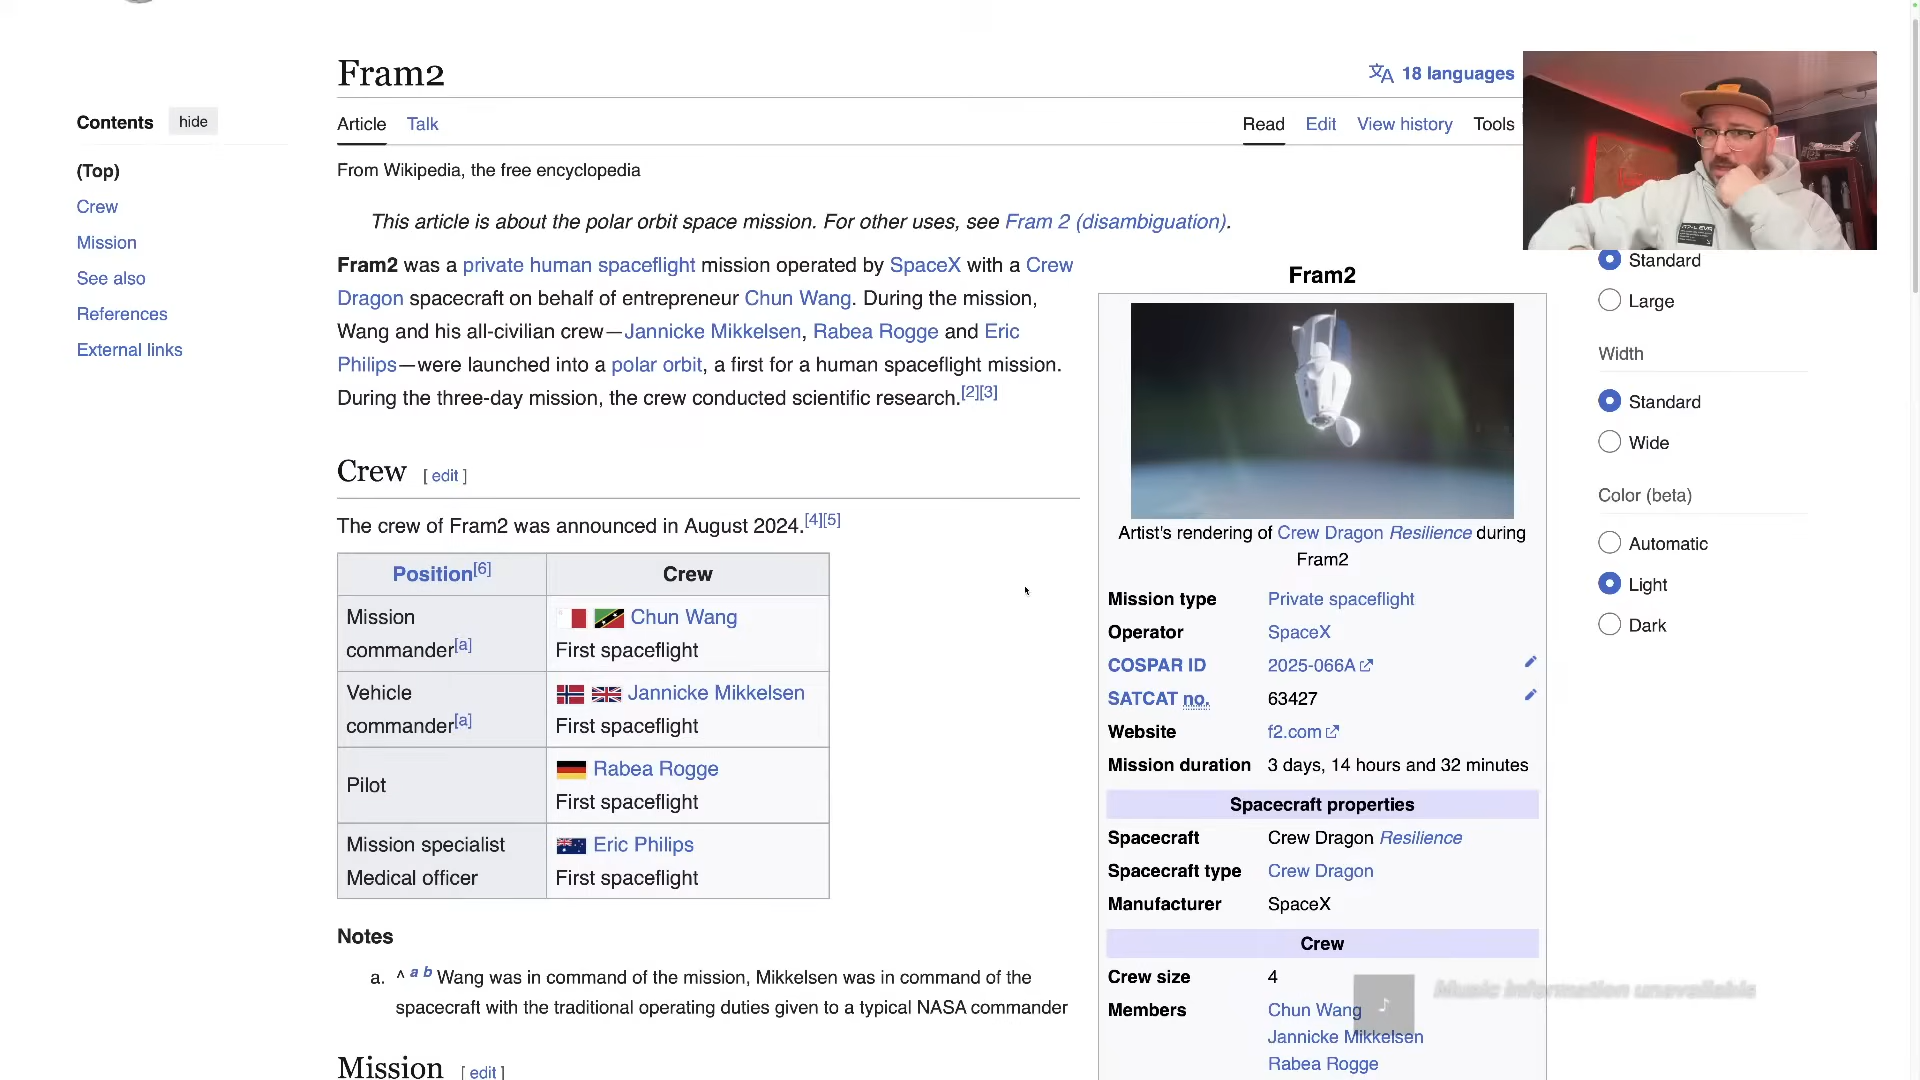 Fram2
18 languages
Contents
hide
Article
Talk
Read
Edit
View history
Tools
(Top)
Crew
Mission
See also
References
External links
From Wikipedia, the free encyclopedia
This article is about the polar orbit space mission. For other uses, see Fram 2 (disambiguation).
Fram2 was a private human spaceflight mission operated by SpaceX with a Crew
Dragon spacecraft on behalf of entrepreneur Chun Wang. During the mission,
Wang and his all-civilian crew—Jannicke Mikkelsen, Rabea Rogge and Eric
Philips—were launched into a polar orbit, a first for a human spaceflight mission.
During the three-day mission, the crew conducted scientific research.[2][3]
Crew [ edit ]
The crew of Fram2 was announced in August 2024.[4][5]
Position[6]
Crew
Mission
commander[a]
Chun Wang
First spaceflight
Vehicle
commander[a]
Jannicke Mikkelsen
First spaceflight
Pilot
Rabea Rogge
First spaceflight
Mission specialist
Medical officer
Eric Philips
First spaceflight
Notes
a. ^ a b Wang was in command of the mission, Mikkelsen was in command of the
spacecraft with the traditional operating duties given to a typical NASA commander
Mission [ edit ]
Fram2
Artist's rendering of Crew Dragon Resilience during
Fram2
Mission type Private spaceflight
Operator SpaceX
COSPAR ID 2025-066A
SATCAT no. 63427
Website f2.com
Mission duration 3 days, 14 hours and 32 minutes
Spacecraft properties
Spacecraft Crew Dragon Resilience
Spacecraft type Crew Dragon
Manufacturer SpaceX
Crew
Crew size 4
Members Chun Wang
Jannicke Mikkelsen
Rabea Rogge
Music information unavailable
Standard
Large
Width
Standard
Wide
Color (beta)
Automatic
Light
Dark